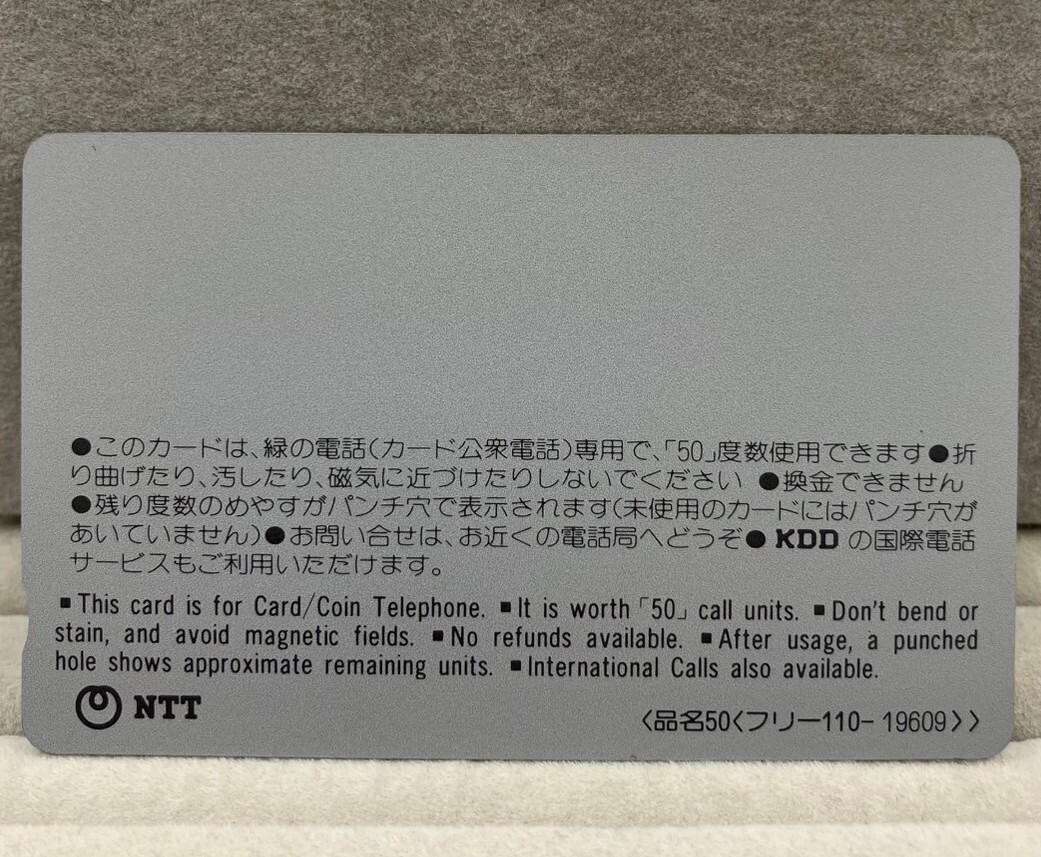 ●このカードは、緑の電話(カード公衆電話)専用で、「50」度数使用できます●折
り曲げたり、汚したり、磁気に近づけたりしないでください ●換金できません
●残り度数のめやすがパンチ穴で表示されます(未使用のカードにはパンチ穴が
あいていません)●お問い合せは、お近くの電話局へどうぞ● KDD の国際電話
サービスもご利用いただけます。
▪This card is for Card/Coin Telephone. ▪It is worth「50」call units. ▪Don't bend or
stain, and avoid magnetic fields. ▪No refunds available. ▪After usage, a punched
hole shows approximate remaining units. ▪International Calls also available.
NTT
〈品名50〈フリー110-19609〉〉